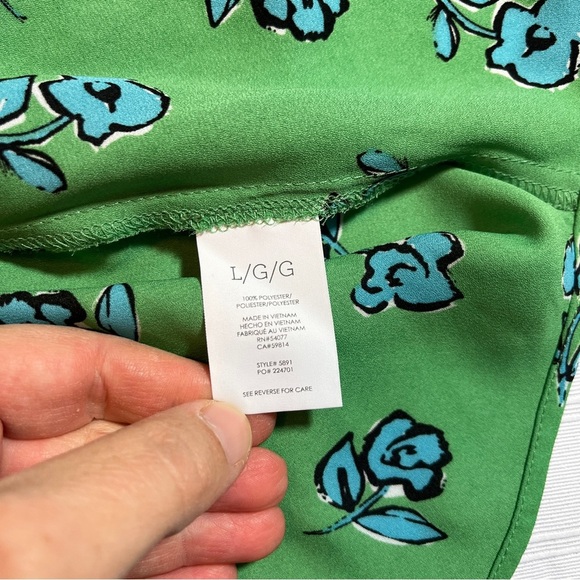 L/G/G
100% POLYESTER/
POLIESTER/POLYESTER
MADE IN VIETNAM
HECHO EN VIETNAM
FABRIQUÉ AU VIETNAM
RN#54077
CA#59814
STYLE# 5891
PO# 224701
SEE REVERSE FOR CARE